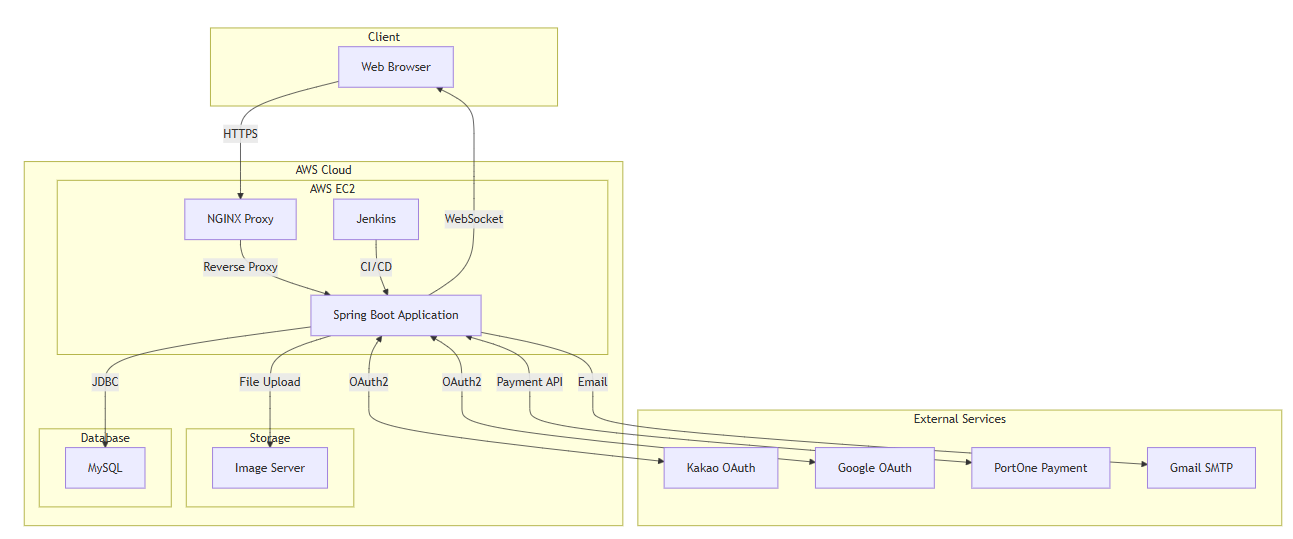 Client
Web Browser
HTTPS
AWS Cloud
AWS EC2
NGINX Proxy
Jenkins
WebSocket
Reverse Proxy
CI/CD
Spring Boot Application
JDBC
File Upload
OAuth2
OAuth2
Payment API
Email
External Services
Database
Storage
MySQL
Image Server
Kakao OAuth
Google OAuth
PortOne Payment
Gmail SMTP